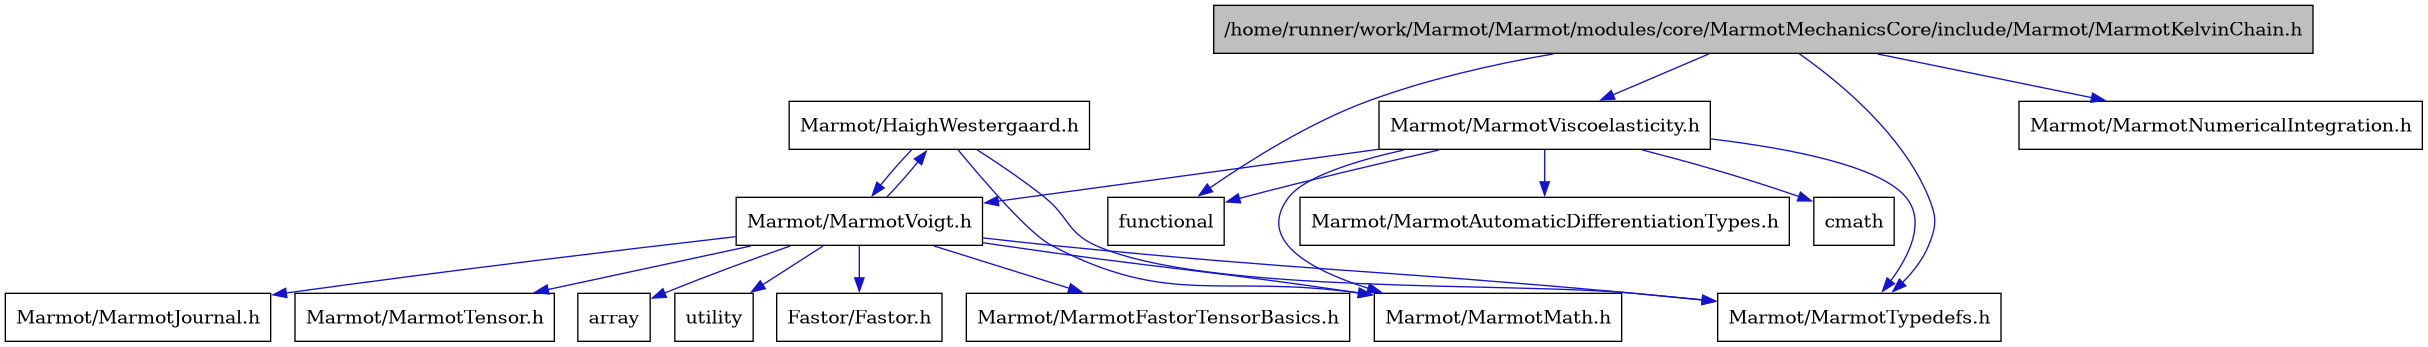 /home/runner/work/Marmot/Marmot/modules/core/MarmotMechanicsCore/include/Marmot/MarmotKelvinChain.h
Marmot/HaighWestergaard.h
Marmot/MarmotViscoelasticity.h
Marmot/MarmotNumericalIntegration.h
Marmot/MarmotVoigt.h
functional
Marmot/MarmotAutomaticDifferentiationTypes.h
cmath
Marmot/MarmotJournal.h
Marmot/MarmotTensor.h
array
utility
Fastor/Fastor.h
Marmot/MarmotFastorTensorBasics.h
Marmot/MarmotMath.h
Marmot/MarmotTypedefs.h